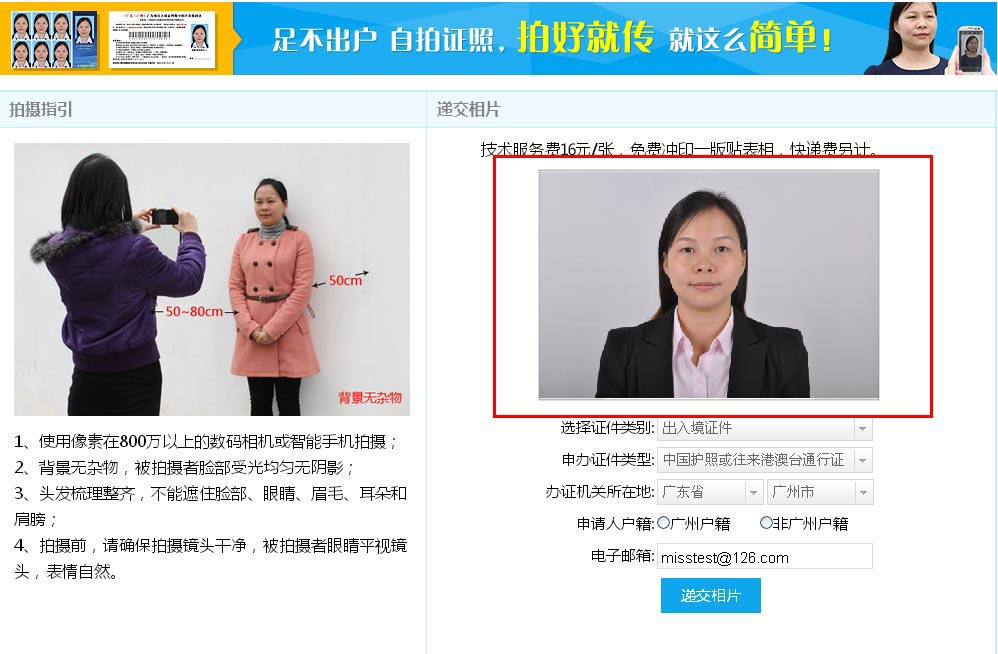 足不出户 自拍证照，拍好就传 就这么简单！
拍摄指引
递交相片
技术服务费16元/张，免费冲印一版贴表相，快递费另计。
50~80cm
50cm
背景无杂物
1、使用像素在800万以上的数码相机或智能手机拍摄；
2、背景无杂物，被拍摄者脸部受光均匀无阴影；
3、头发梳理整齐，不能遮住脸部、眼睛、眉毛、耳朵和
肩膀；
4、拍摄前，请确保拍摄镜头干净，被拍摄者眼睛平视镜
头，表情自然。
选择证件类别: 出入境证件
申办证件类型: 中国护照或往来港澳台通行证
办证机关所在地: 广东省 广州市
申请人户籍: 广州户籍 非广州户籍
电子邮箱: misstest@126.com
递交相片